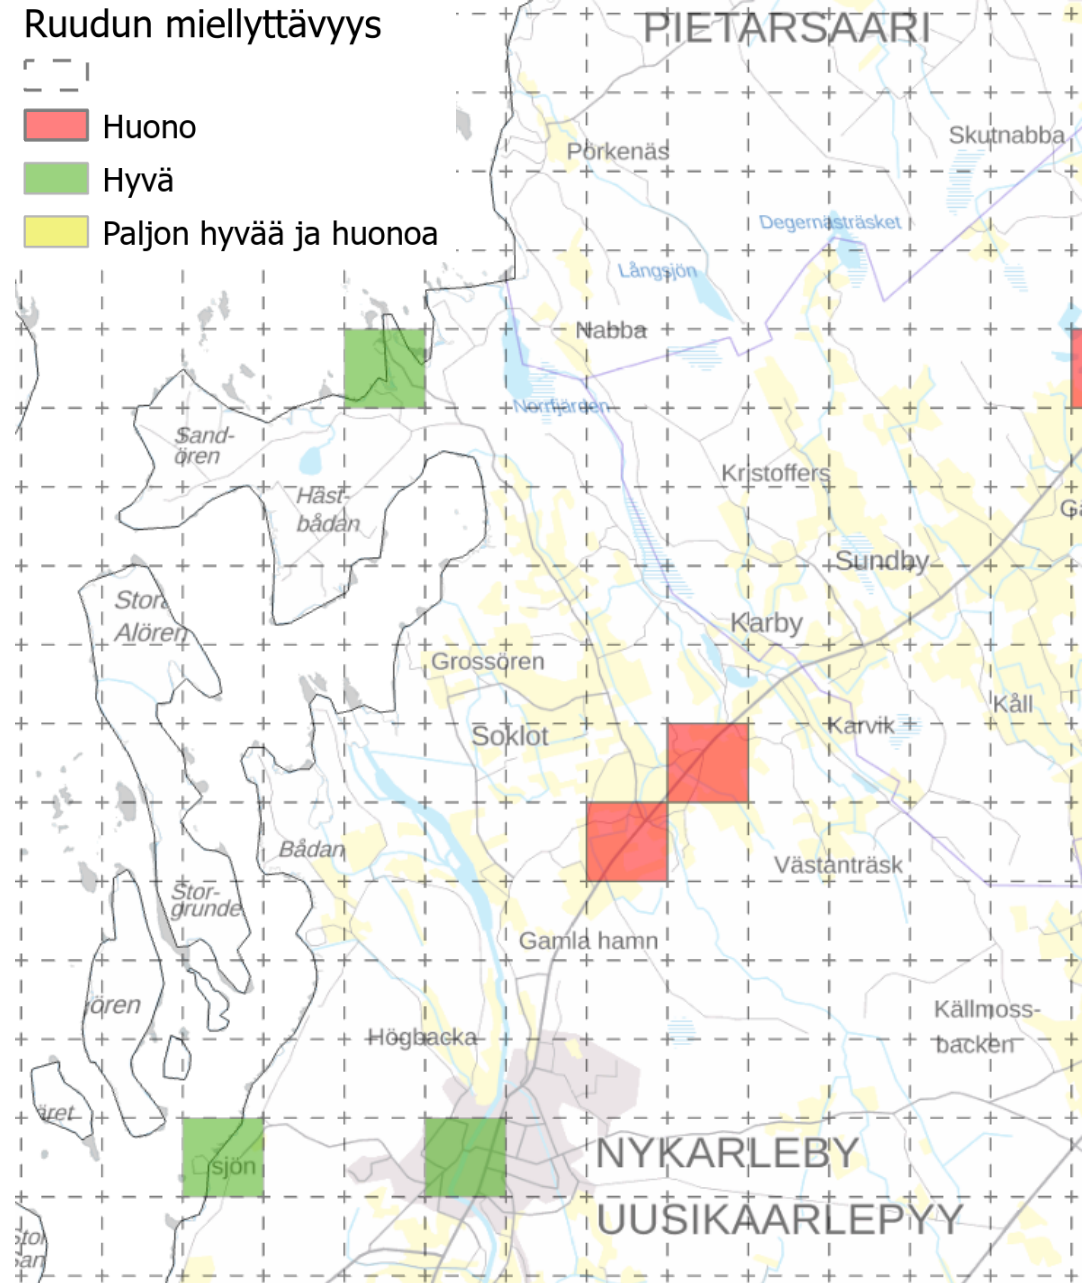 Ruudun miellyttävyys
Huono
Hyvä
Paljon hyvää ja huonoa
PIETARSAARI
Skutnabba
Pörkenäs
Degernästräsket
Långsjön
Nabba
Norrfjärden
Sand-
ören
Kristoffers
Häst-
bådan
Sundby
Stora
Alören
Karby
Grossören
Kåll
Soklot
Karvik
Bådan
Västanträsk
Stor-
grunde
Gamla hamn
ören
Källmoss-
backen
Högbacka
äret
NYKARLEBY
sjön
UUSIKAARLEPYY